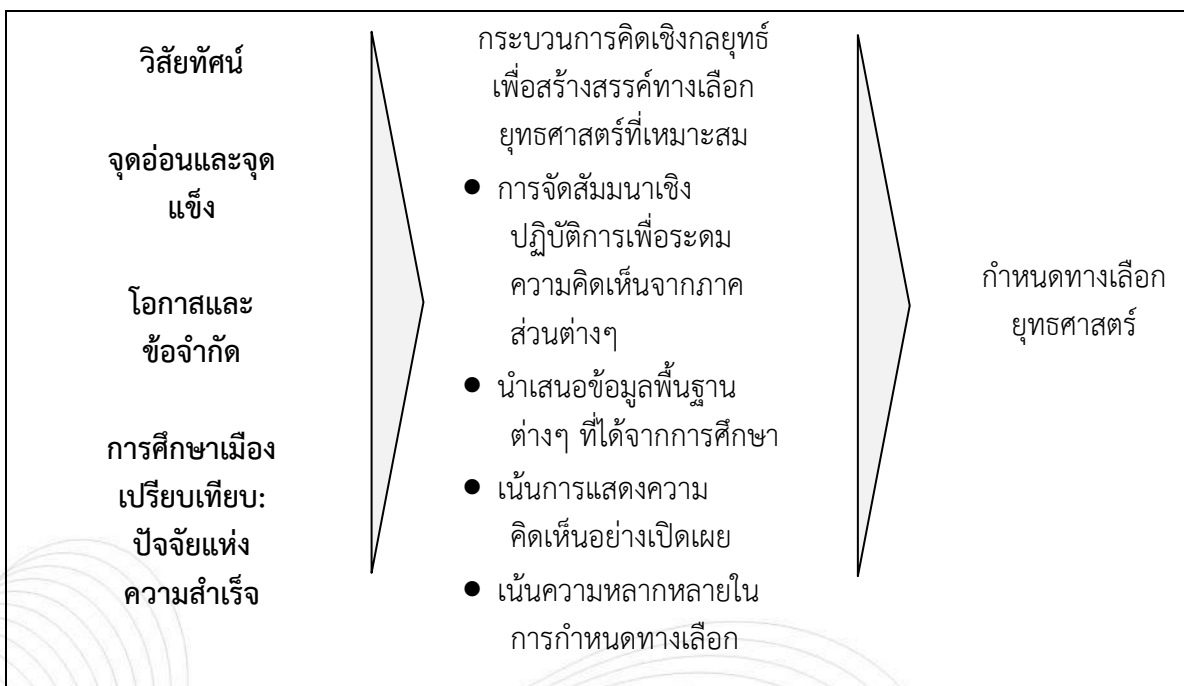 วิสัยทัศน์
จุดอ่อนและจุด
แข็ง
โอกาสและ
ข้อจำกัด
การศึกษาเมือง
เปรียบเทียบ:
ปัจจัยแห่ง
ความสำเร็จ
กระบวนการคิดเชิงกลยุทธ์
เพื่อสร้างสรรค์ทางเลือก
ยุทธศาสตร์ที่เหมาะสม
● การจัดสัมมนาเชิง
ปฏิบัติการเพื่อระดม
ความคิดเห็นจากภาค
ส่วนต่างๆ
● นำเสนอข้อมูลพื้นฐาน
ต่างๆ ที่ได้จากการศึกษา
● เน้นการแสดงความ
คิดเห็นอย่างเปิดเผย
● เน้นความหลากหลายใน
การกำหนดทางเลือก
กำหนดทางเลือก
ยุทธศาสตร์